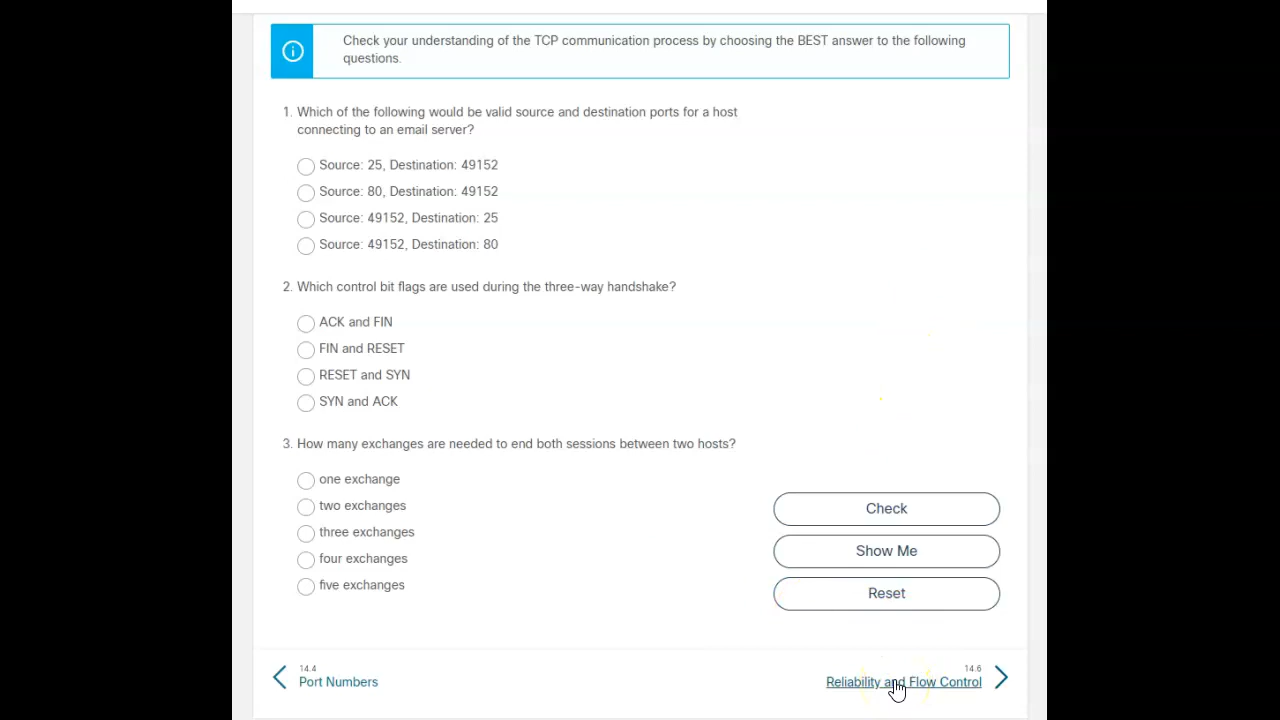 Check your understanding of the TCP communication process by choosing the BEST answer to the following
questions.
1. Which of the following would be valid source and destination ports for a host
connecting to an email server?
Source: 25, Destination: 49152
Source: 80, Destination: 49152
Source: 49152, Destination: 25
Source: 49152, Destination: 80
2. Which control bit flags are used during the three-way handshake?
ACK and FIN
FIN and RESET
RESET and SYN
SYN and ACK
3. How many exchanges are needed to end both sessions between two hosts?
one exchange
two exchanges
three exchanges
four exchanges
five exchanges
Check
Show Me
Reset
14.4
Port Numbers
14.6
Reliability and Flow Control